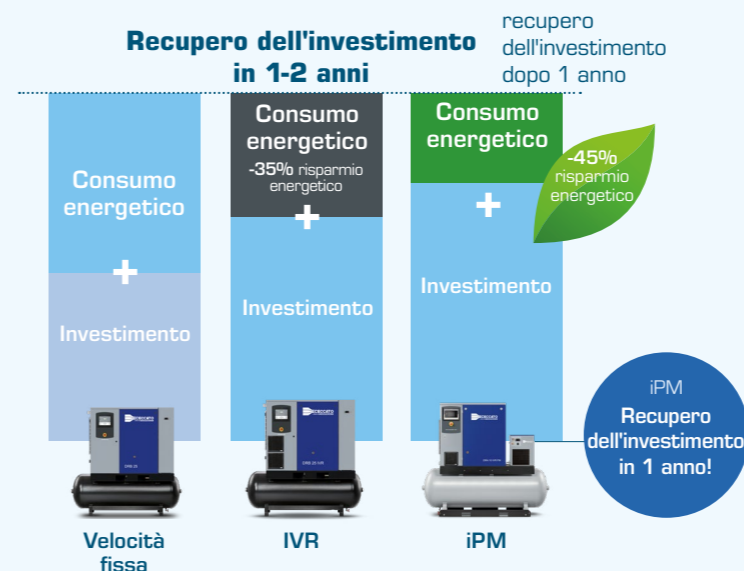 Recupero dell'investimento
in 1-2 anni
recupero
dell'investimento
dopo 1 anno
Consumo
energetico
+
Investimento
Consumo
energetico
-35% risparmio
energetico
+
Investimento
Consumo
energetico
+
Investimento
-45%
risparmio
energetico
iPM
Recupero
dell'investimento
in 1 anno!
Velocità
fissa
IVR
iPM